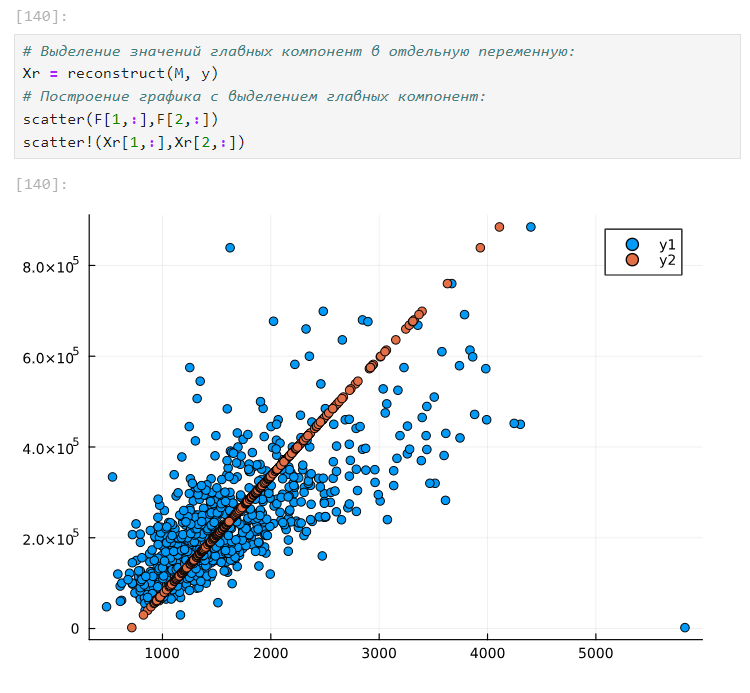 [140]:
# Выделение значений главных компонент в отдельную переменную:
Xr = reconstruct(M, y)
# Построение графика с выделением главных компонент:
scatter(F[1,:],F[2,:])
scatter!(Xr[1,:],Xr[2,:])
[140]:
y1
y2
8.0×10⁵
6.0×10⁵
4.0×10⁵
2.0×10⁵
0
1000 2000 3000 4000 5000